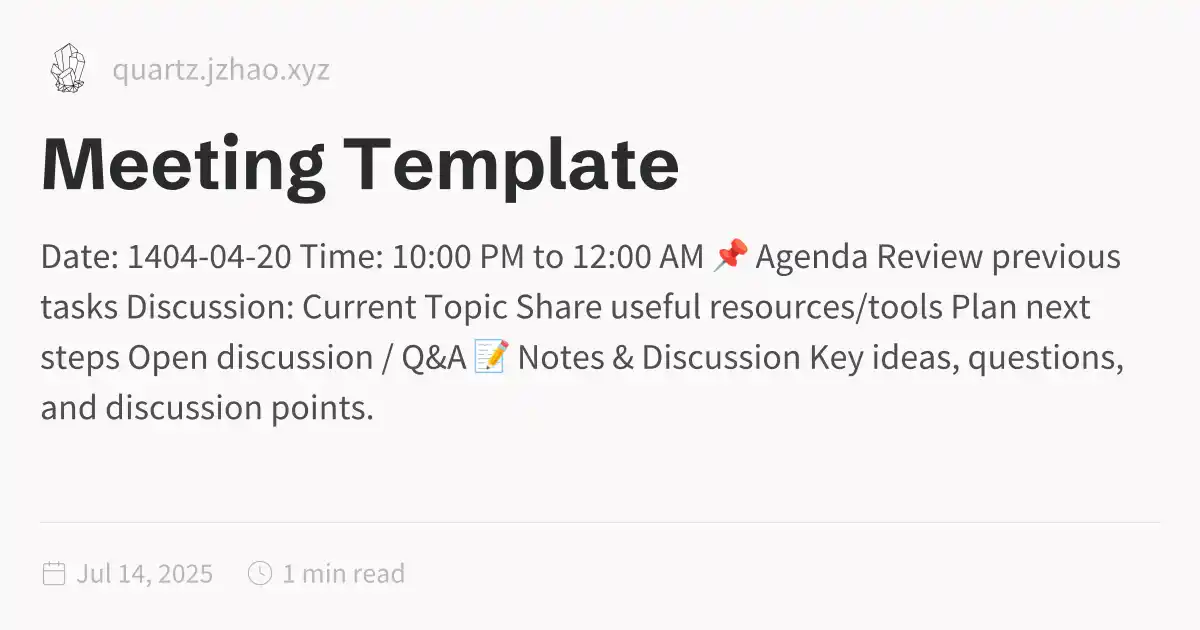 quartz.jzhao.xyz
Meeting Template
Date: 1404-04-20 Time: 10:00 PM to 12:00 AM 📌 Agenda Review previous
tasks Discussion: Current Topic Share useful resources/tools Plan next
steps Open discussion / Q&A 📝 Notes & Discussion Key ideas, questions,
and discussion points.
Jul 14, 2025 1 min read